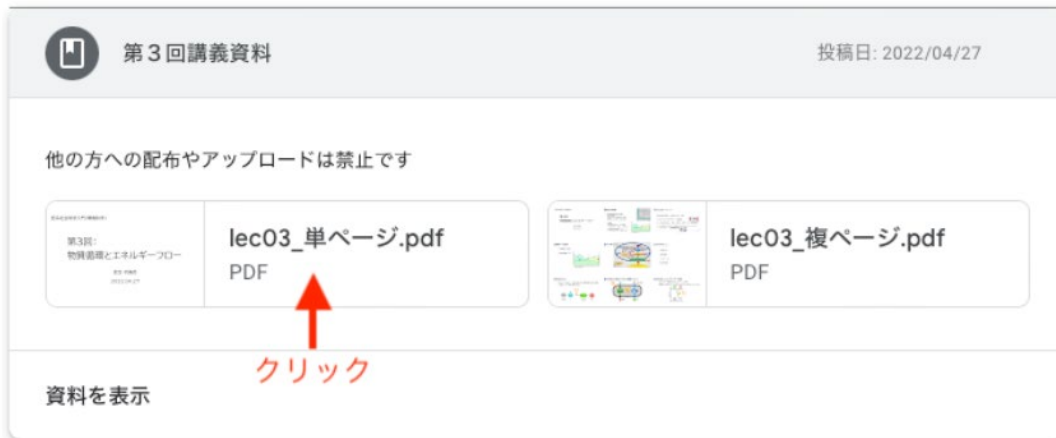 第3回講義資料
投稿日: 2022/04/27
他の方への配布やアップロードは禁止です
第3回:
物質循環とエネルギーフロー
2022/04/27
lec03_単ページ.pdf
PDF
lec03_複ページ.pdf
PDF
クリック
資料を表示